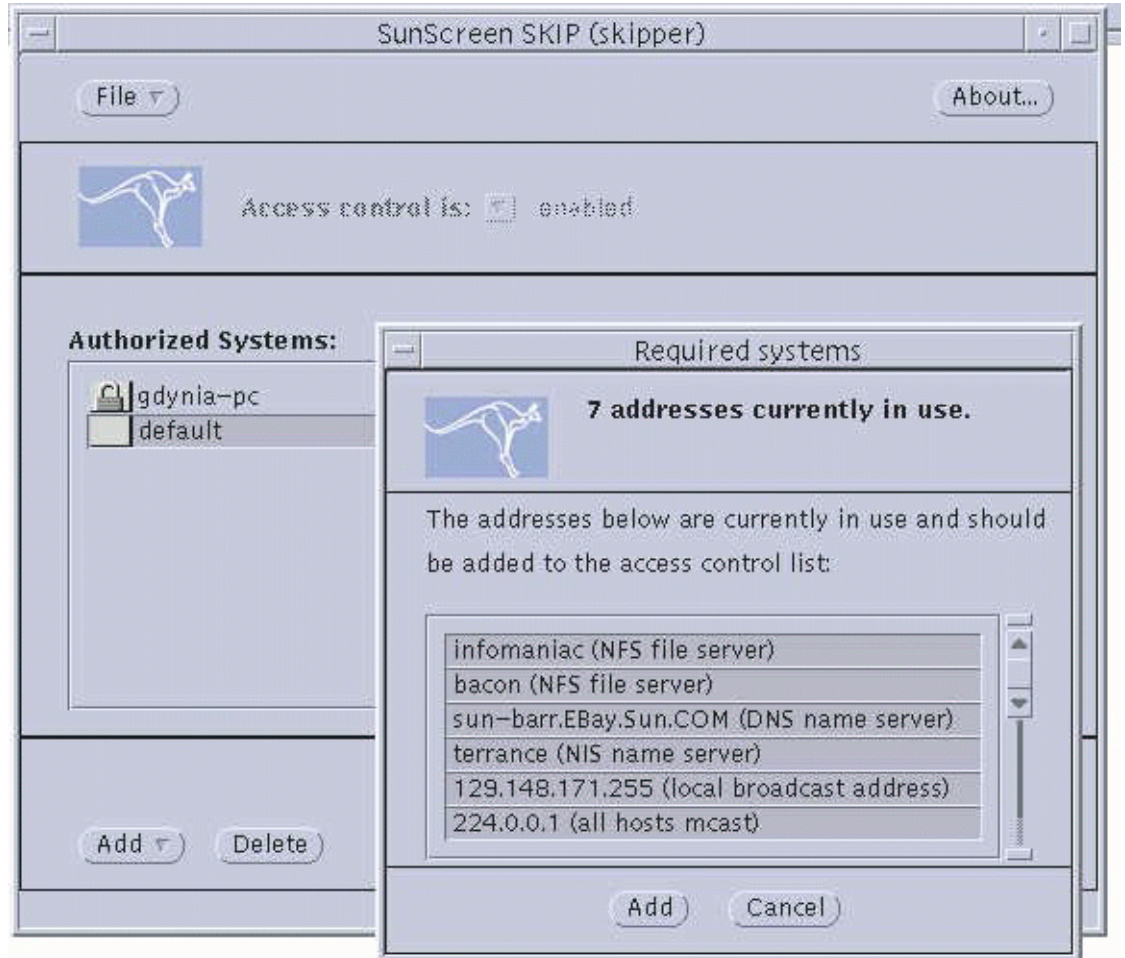 SunScreen SKIP (skipper)
File
About...
Access control is: enabled
Authorized Systems:
gdynia-pc
default
Required systems
7 addresses currently in use.
The addresses below are currently in use and should
be added to the access control list:
infomaniac (NFS file server)
bacon (NFS file server)
sun-barr.EBay.Sun.COM (DNS name server)
terrance (NIS name server)
129.148.171.255 (local broadcast address)
224.0.0.1 (all hosts mcast)
Add
Delete
Add
Cancel